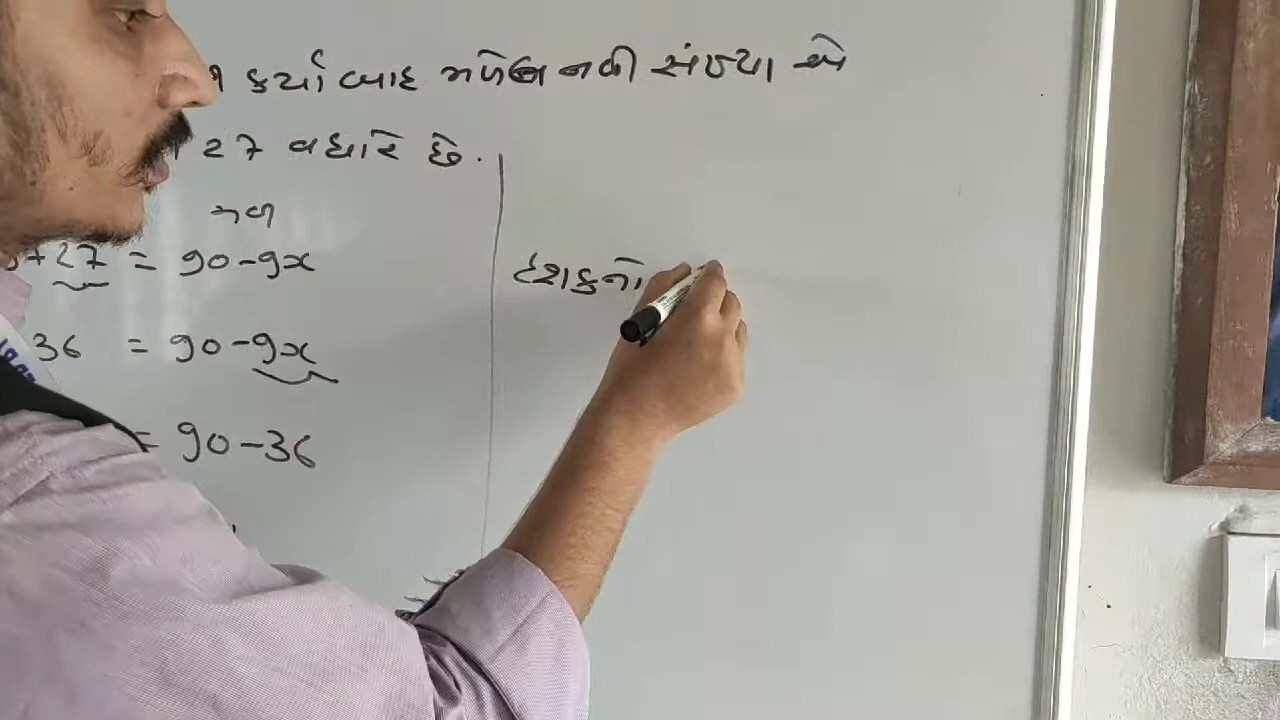 કર્યા બાદ મળેલ નવી સંખ્યા એ
27 વધારે છે.
નવી
+27 = 90-9x
36 = 90-9x
= 90-36
દશકનો